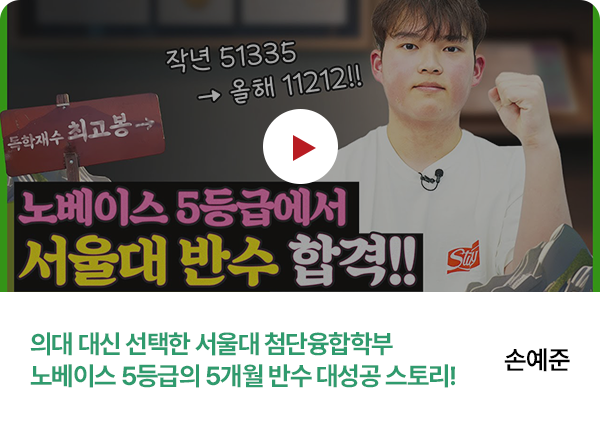 작년 51335
→ 올해 11212!!
독학재수 최고봉→
노베이스 5등급에서
서울대 반수 합격!!
Stay
의대 대신 선택한 서울대 첨단융합학부
노베이스 5등급의 5개월 반수 대성공 스토리!
손예준